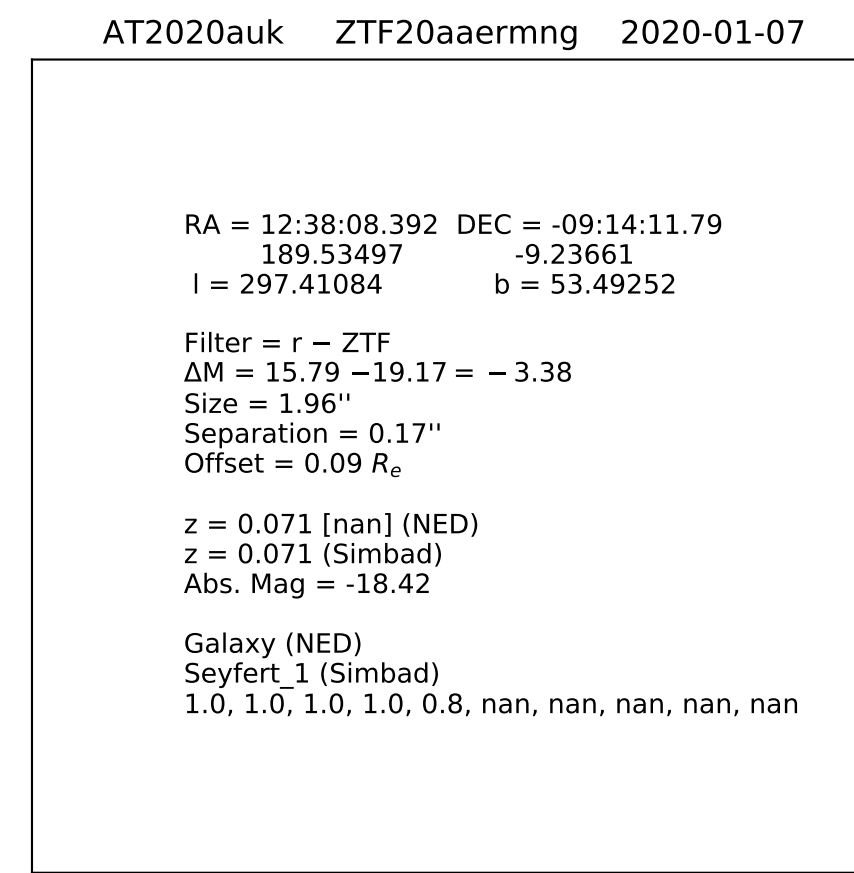 AT2020auk ZTF20aaermng 2020-01-07
RA = 12:38:08.392 DEC = -09:14:11.79
189.53497 -9.23661
l = 297.41084 b = 53.49252
Filter = r − ZTF
ΔM = 15.79 −19.17 = −3.38
Size = 1.96''
Separation = 0.17''
Offset = 0.09 Re
z = 0.071 [nan] (NED)
z = 0.071 (Simbad)
Abs. Mag = -18.42
Galaxy (NED)
Seyfert_1 (Simbad)
1.0, 1.0, 1.0, 1.0, 0.8, nan, nan, nan, nan, nan